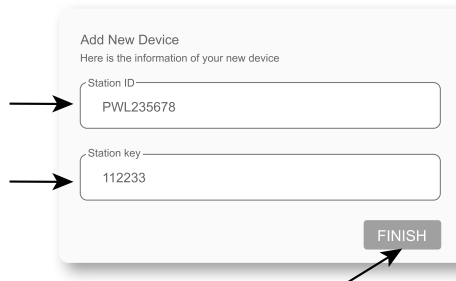 Add New Device
Here is the information of your new device
Station ID
PWL235678
Station key
112233
FINISH